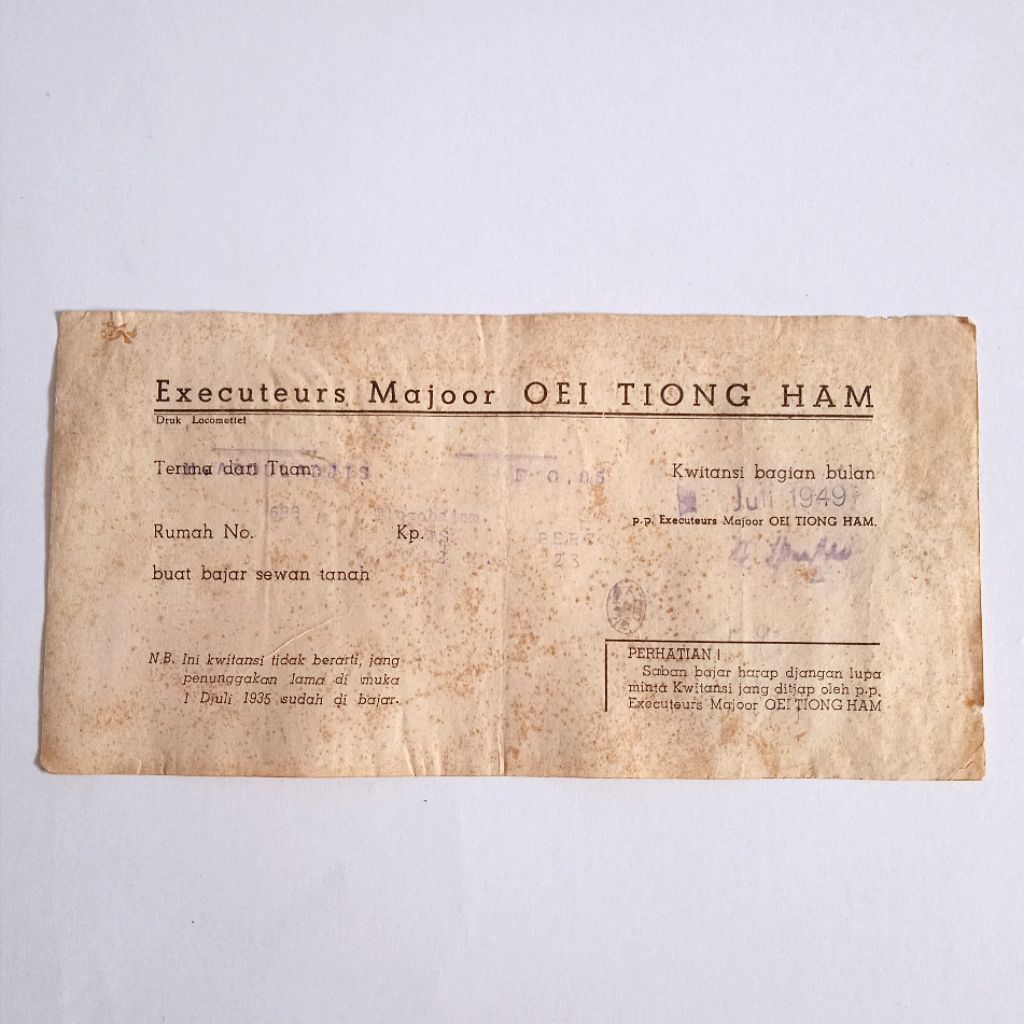 Executeurs Majoor OEI TIONG HAM
Druk Locomotief
Terima dari Tuan
F 0,85
Kwitansi bagian bulan
Juli 1949
p.p. Executeurs Majoor OEI TIONG HAM.
Rumah No.
Kp.
23
buat bajar sewan tanah
N.B. Ini kwitansi tidak berarti, jang
penunggakan lama di muka
1 Djuli 1935 sudah di bajar.
PERHATIAN !
Saban bajar harap djangan lupa
minta Kwitansi jang ditjap oleh p.p.
Executeurs Majoor OEI TIONG HAM